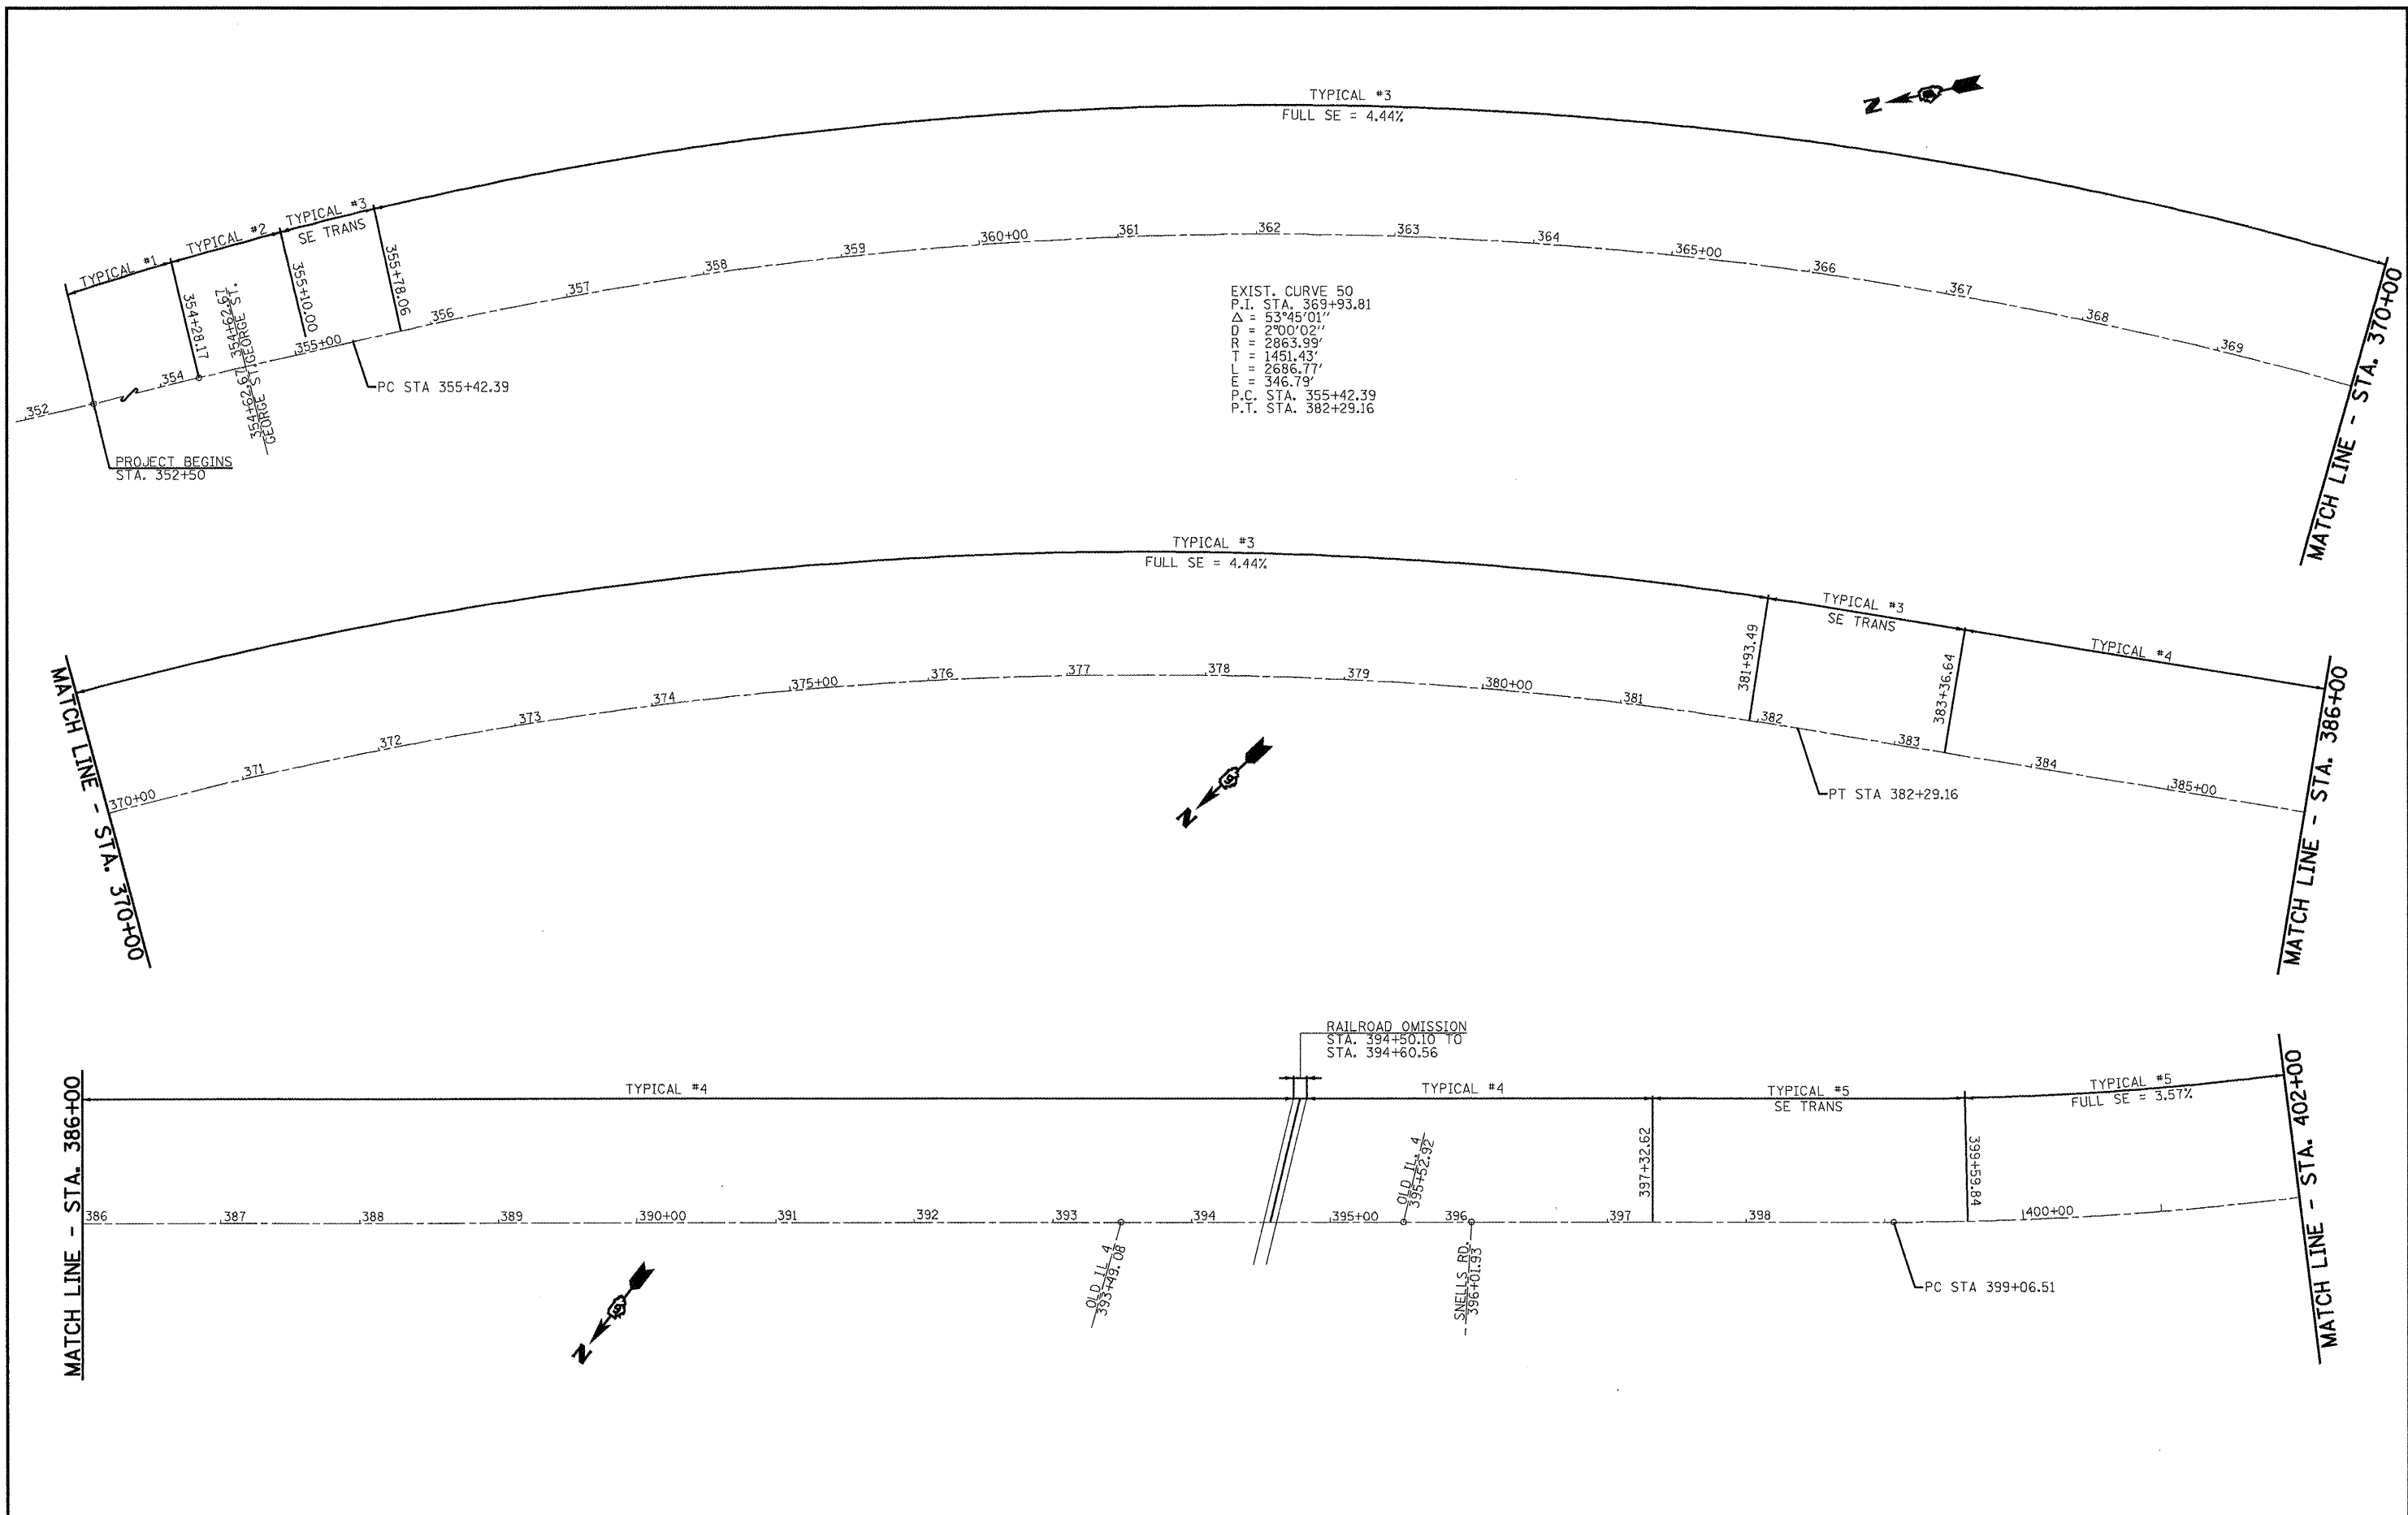 TYPICAL #3
FULL SE = 4.44%
N
TYPICAL #1
TYPICAL #2
TYPICAL #3
SE TRANS
354+28.17
354+62.67
GEORGE ST.
354+62.67
GEORGE ST.
355+10.00
355+78.06
352
354
355+00
356
357
358
359
360+00
361
362
363
364
365+00
366
367
368
369
PC STA 355+42.39
PROJECT BEGINS
STA. 352+50
EXIST. CURVE 50
P.I. STA. 369+93.81
Δ = 53°45'01"
D = 2°00'02"
R = 2863.99'
T = 1451.43'
L = 2686.77'
E = 346.79'
P.C. STA. 355+42.39
P.T. STA. 382+29.16
MATCH LINE - STA. 370+00
TYPICAL #3
FULL SE = 4.44%
TYPICAL #3
SE TRANS
TYPICAL #4
MATCH LINE - STA. 370+00
370+00
371
372
373
374
375+00
376
377
378
379
380+00
381
381+93.49
382
383
383+36.64
384
385+00
PT STA 382+29.16
N
MATCH LINE - STA. 386+00
RAILROAD OMISSION
STA. 394+50.10 TO
STA. 394+60.56
MATCH LINE - STA. 386+00
TYPICAL #4
TYPICAL #4
TYPICAL #5
SE TRANS
TYPICAL #5
FULL SE = 3.57%
386
387
388
389
390+00
391
392
393
394
395+00
396
397
398
400+00
OLD IL 4
393+49.08
OLD IL. 4
395+52.92
SNELLS RD.
396+01.93
397+32.62
399+59.84
PC STA 399+06.51
N
MATCH LINE - STA. 402+00